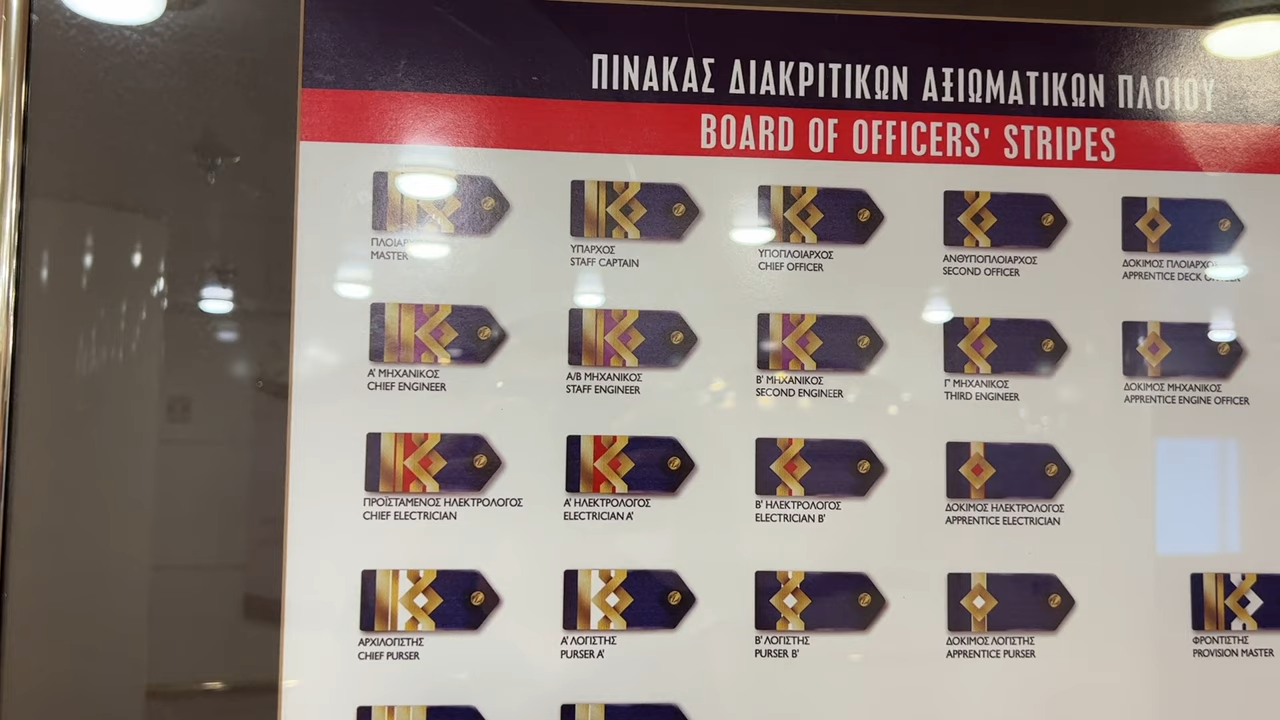 ΠΙΝΑΚΑΣ ΔΙΑΚΡΙΤΙΚΩΝ ΑΞΙΩΜΑΤΙΚΩΝ ΠΛΟΙΟΥ
BOARD OF OFFICERS' STRIPES
MASTER
ΥΠΑΡΧΟΣ
STAFF CAPTAIN
ΥΠΟΠΛΟΙΑΡΧΟΣ
CHIEF OFFICER
ΑΝΘΥΠΟΠΛΟΙΑΡΧΟΣ
SECOND OFFICER
ΔΟΚΙΜΟΣ ΠΛΟΙΑΡΧΟΣ
APPRENTICE DECK OFFICER
Α' ΜΗΧΑΝΙΚΟΣ
CHIEF ENGINEER
Α/Β ΜΗΧΑΝΙΚΟΣ
STAFF ENGINEER
Β' ΜΗΧΑΝΙΚΟΣ
SECOND ENGINEER
Γ' ΜΗΧΑΝΙΚΟΣ
THIRD ENGINEER
ΔΟΚΙΜΟΣ ΜΗΧΑΝΙΚΟΣ
APPRENTICE ENGINE OFFICER
ΠΡΟΪΣΤΑΜΕΝΟΣ ΗΛΕΚΤΡΟΛΟΓΟΣ
CHIEF ELECTRICIAN
Α' ΗΛΕΚΤΡΟΛΟΓΟΣ
ELECTRICIAN A'
Β' ΗΛΕΚΤΡΟΛΟΓΟΣ
ELECTRICIAN B'
ΔΟΚΙΜΟΣ ΗΛΕΚΤΡΟΛΟΓΟΣ
APPRENTICE ELECTRICIAN
ΑΡΧΙΛΟΓΙΣΤΗΣ
CHIEF PURSER
Α' ΛΟΓΙΣΤΗΣ
PURSER A'
Β' ΛΟΓΙΣΤΗΣ
PURSER B'
ΔΟΚΙΜΟΣ ΛΟΓΙΣΤΗΣ
APPRENTICE PURSER
ΦΡΟΝΤΙΣΤΗΣ
PROVISION MASTER